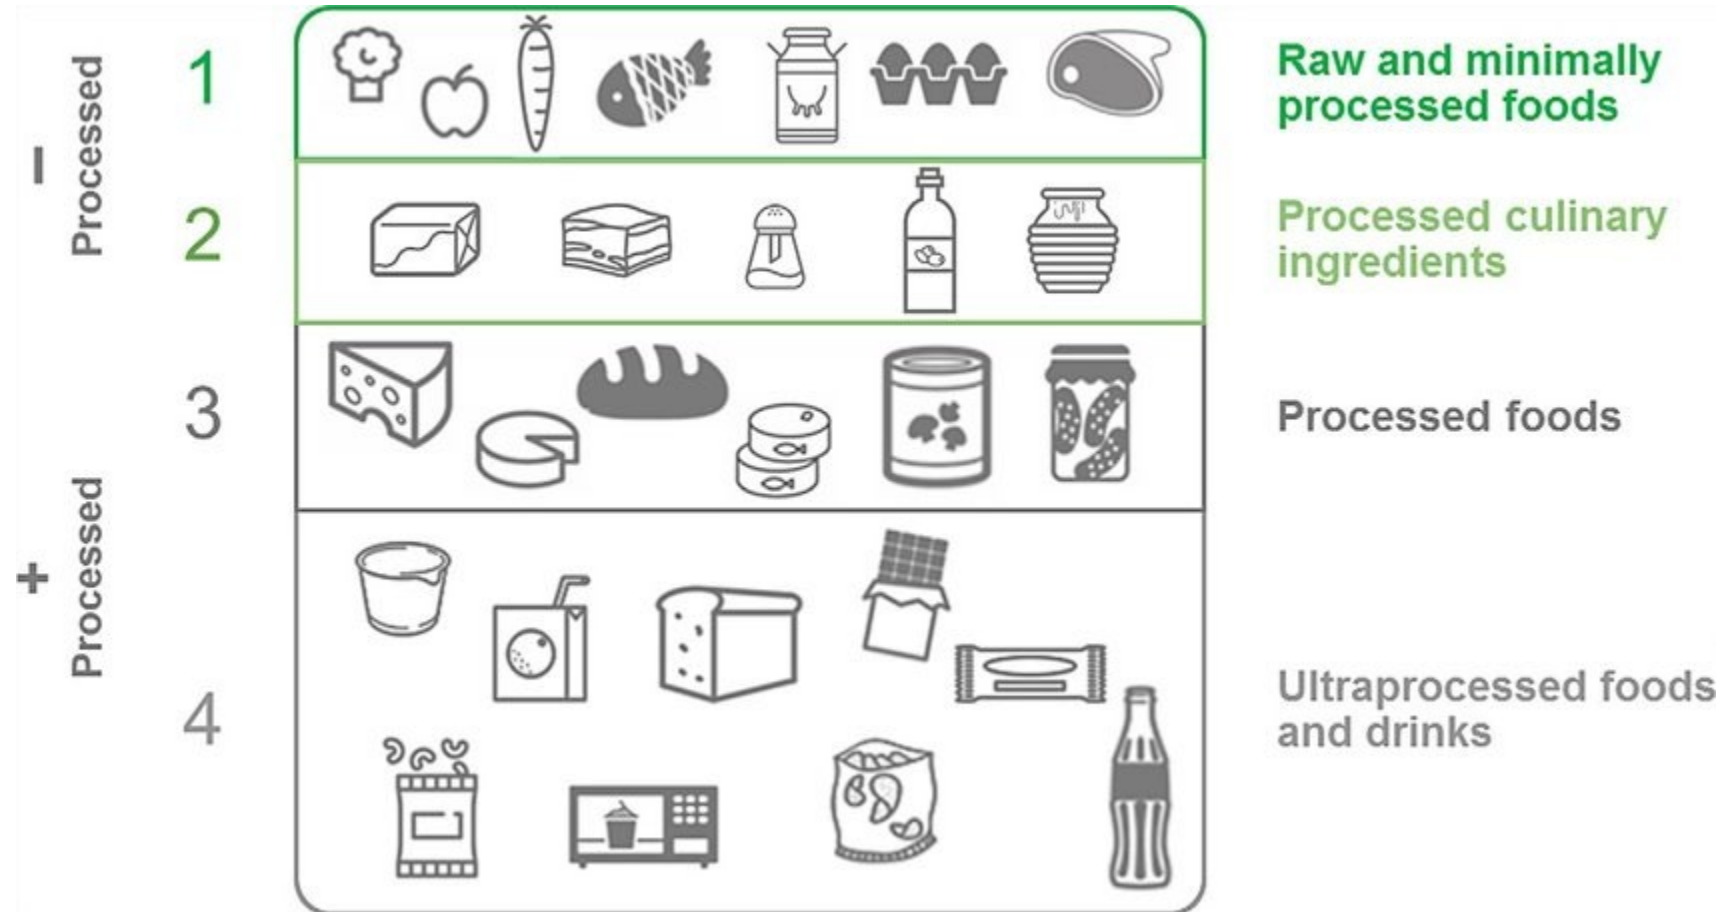 – Processed
1
Raw and minimally
processed foods
2
Processed culinary
ingredients
3
Processed foods
+ Processed
4
Ultraprocessed foods
and drinks